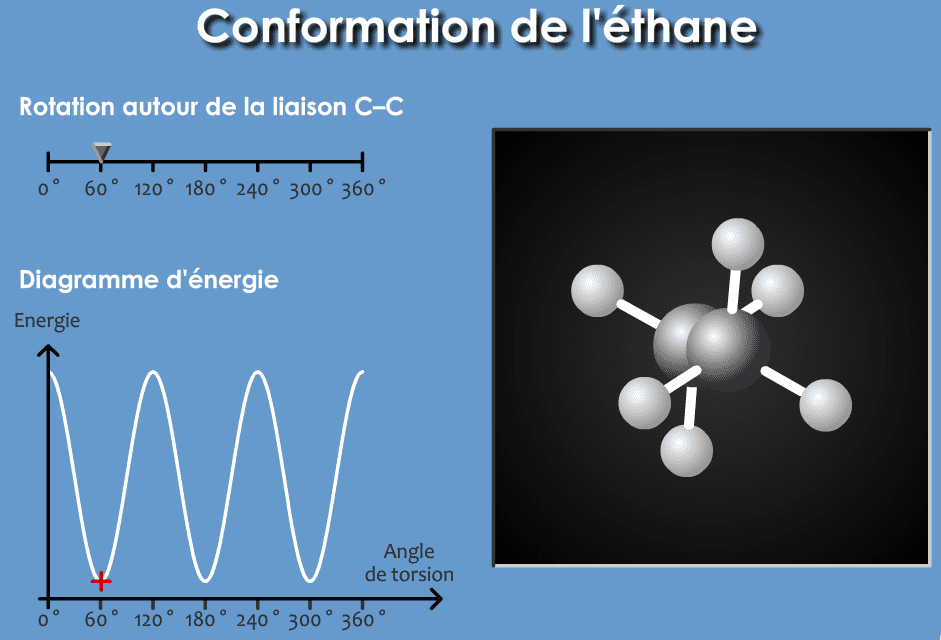 Conformation de l'éthane
Rotation autour de la liaison C–C
0° 60° 120° 180° 240° 300° 360°
Diagramme d'énergie
Energie
Angle
de torsion
0° 60° 120° 180° 240° 300° 360°